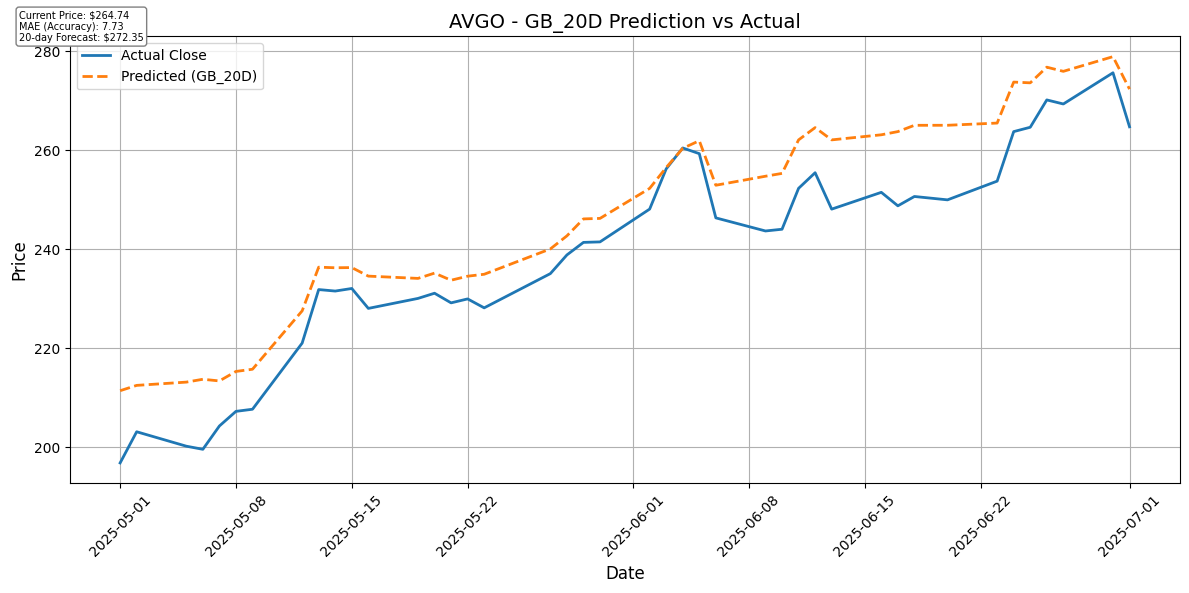 AVGO - GB_20D Prediction vs Actual
Current Price: $264.74
MAE (Accuracy): 7.73
20-day Forecast: $272.35
Actual Close
Predicted (GB_20D)
Price
280
260
240
220
200
2025-05-01
2025-05-08
2025-05-15
2025-05-22
2025-06-01
2025-06-08
2025-06-15
2025-06-22
2025-07-01
Date